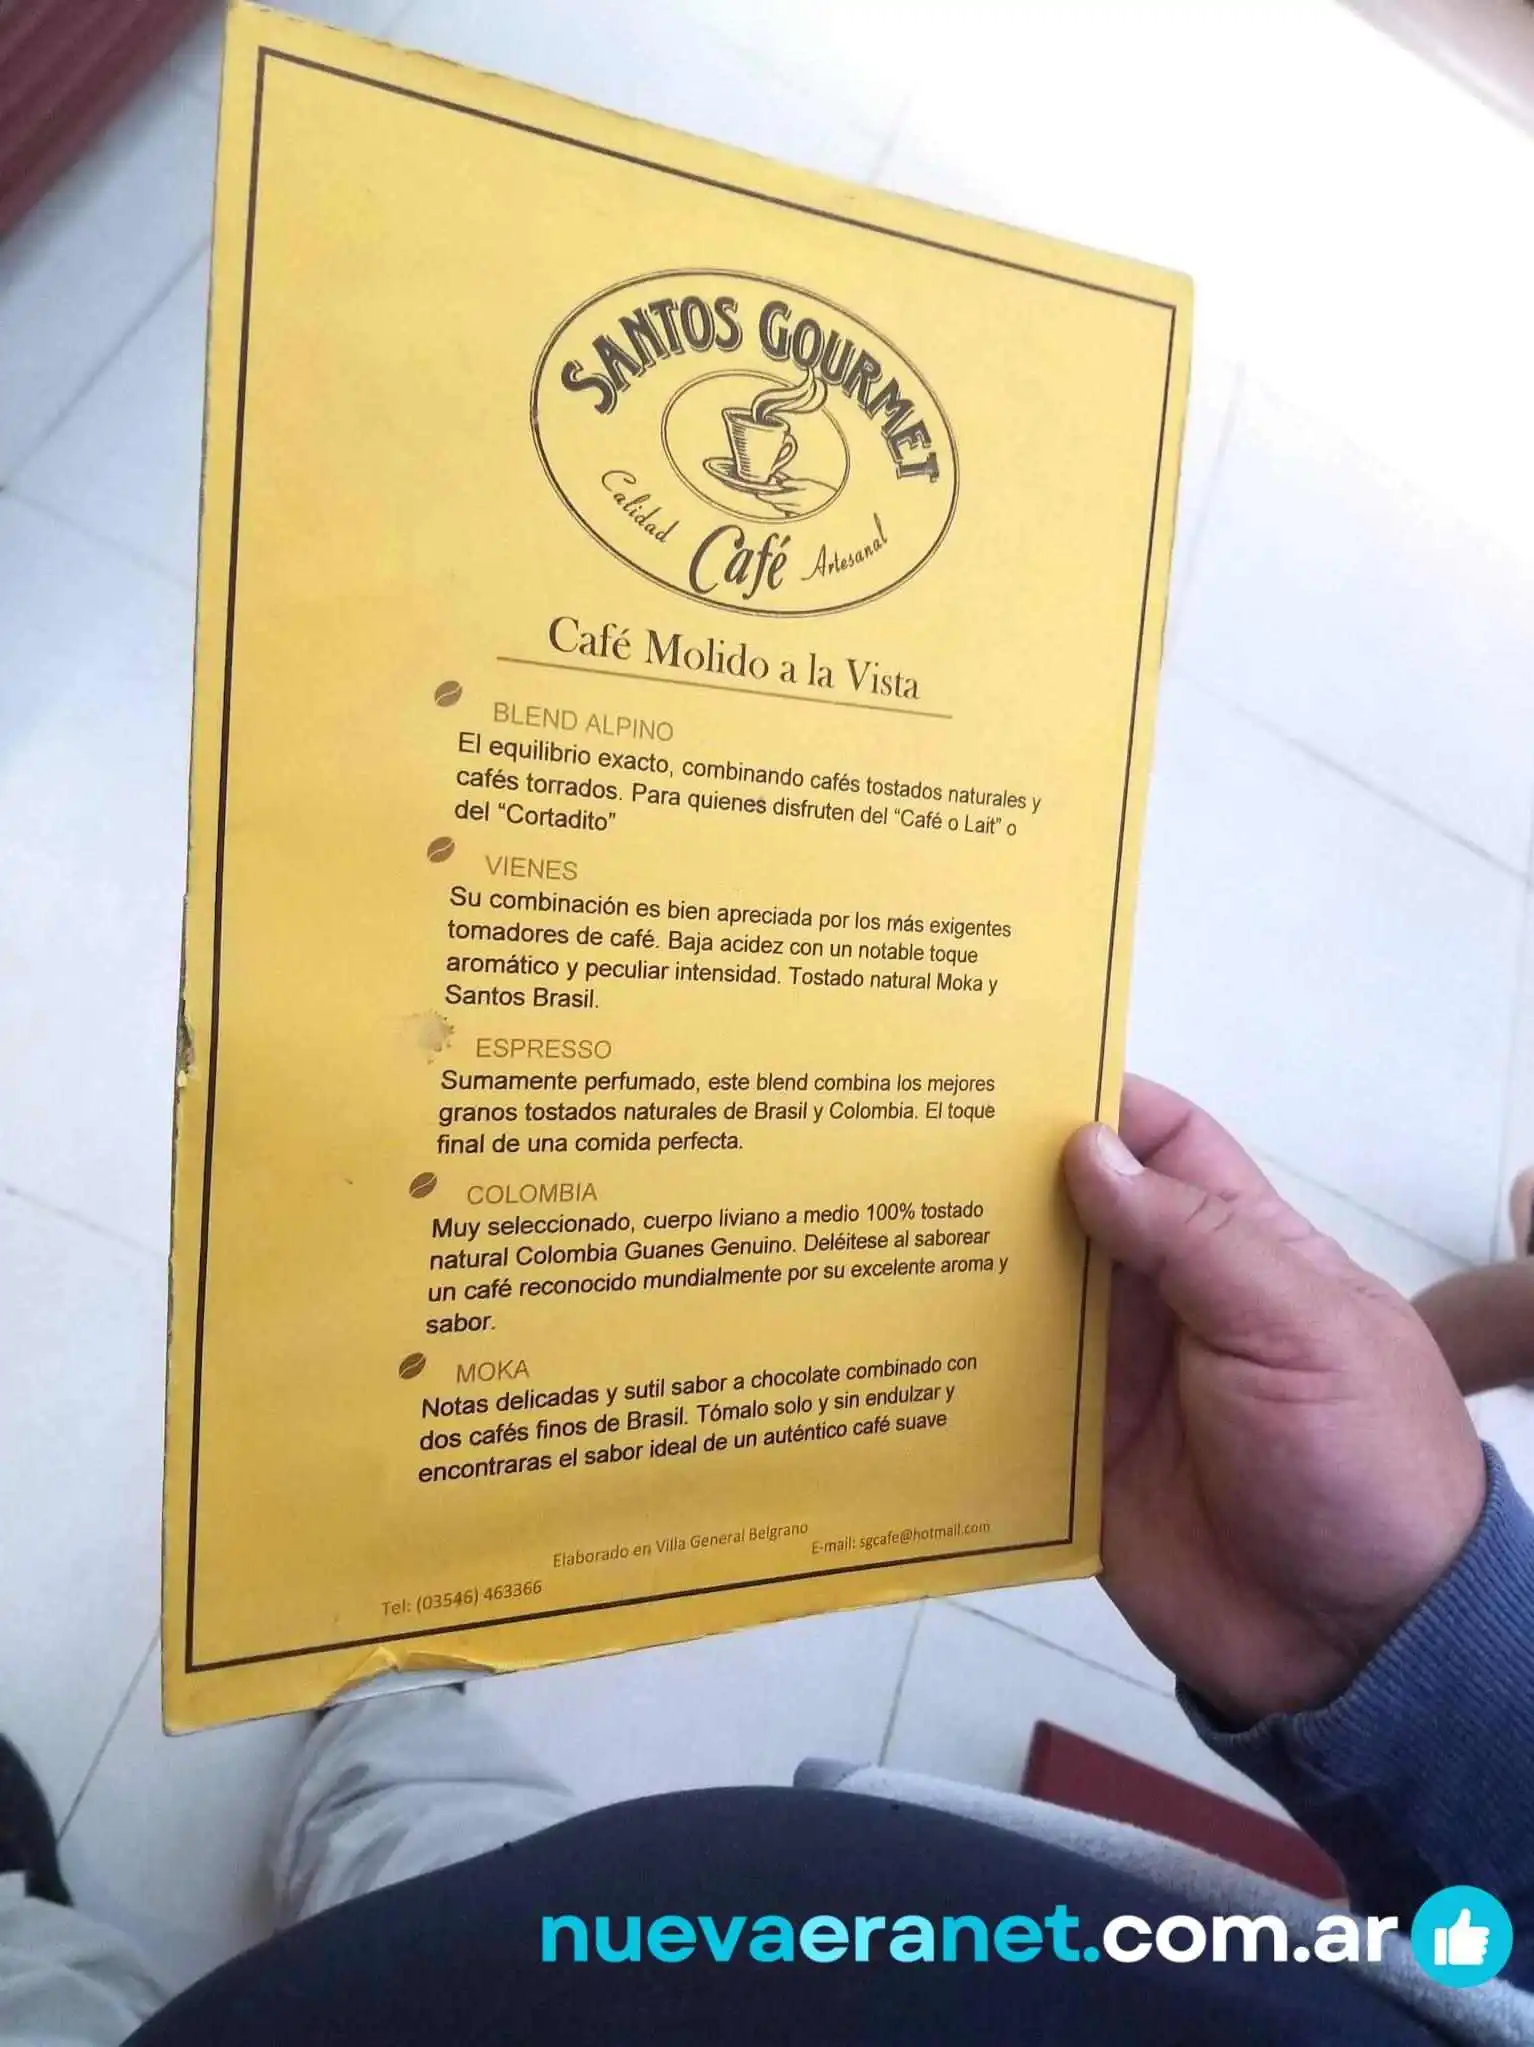 SANTOS GOURMET
Calidad Café Artesanal
Café Molido a la Vista
BLEND ALPINO
El equilibrio exacto, combinando cafés tostados naturales y
cafés torrados. Para quienes disfruten del "Café o Lait" o
del "Cortadito"
VIENES
Su combinación es bien apreciada por los más exigentes
tomadores de café. Baja acidez con un notable toque
aromático y peculiar intensidad. Tostado natural Moka y
Santos Brasil.
ESPRESSO
Sumamente perfumado, este blend combina los mejores
granos tostados naturales de Brasil y Colombia. El toque
final de una comida perfecta.
COLOMBIA
Muy seleccionado, cuerpo liviano a medio 100% tostado
natural Colombia Guanes Genuino. Deléitese al saborear
un café reconocido mundialmente por su excelente aroma y
sabor.
MOKA
Notas delicadas y sutil sabor a chocolate combinado con
dos cafés finos de Brasil. Tómalo solo y sin endulzar y
encontraras el sabor ideal de un auténtico café suave
Elaborado en Villa General Belgrano
Tel: (03546) 463366 E-mail: sgcafe@hotmail.com
nuevaeranet.com.ar